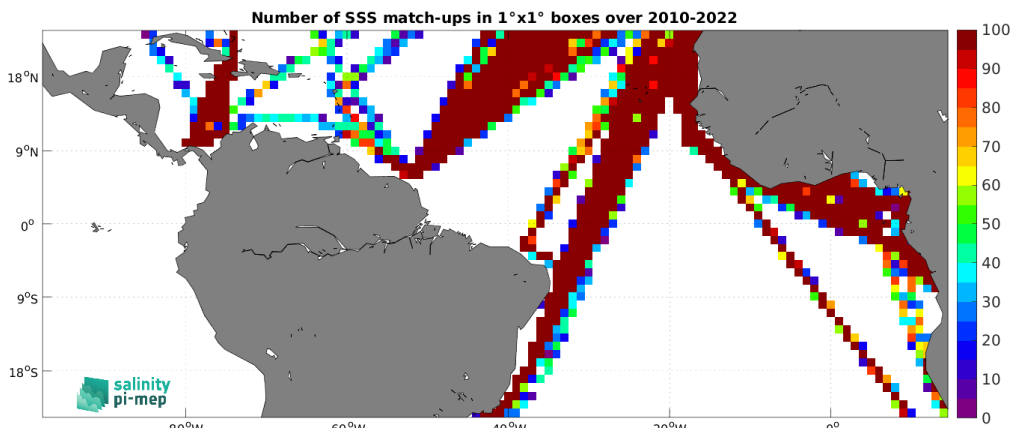 Number of SSS match-ups in 1°x1° boxes over 2010-2022
18°N
9°N
0°
9°S
18°S
80°W
60°W
40°W
20°W
0°
100
90
80
70
60
50
40
30
20
10
0
salinity
pi-mep